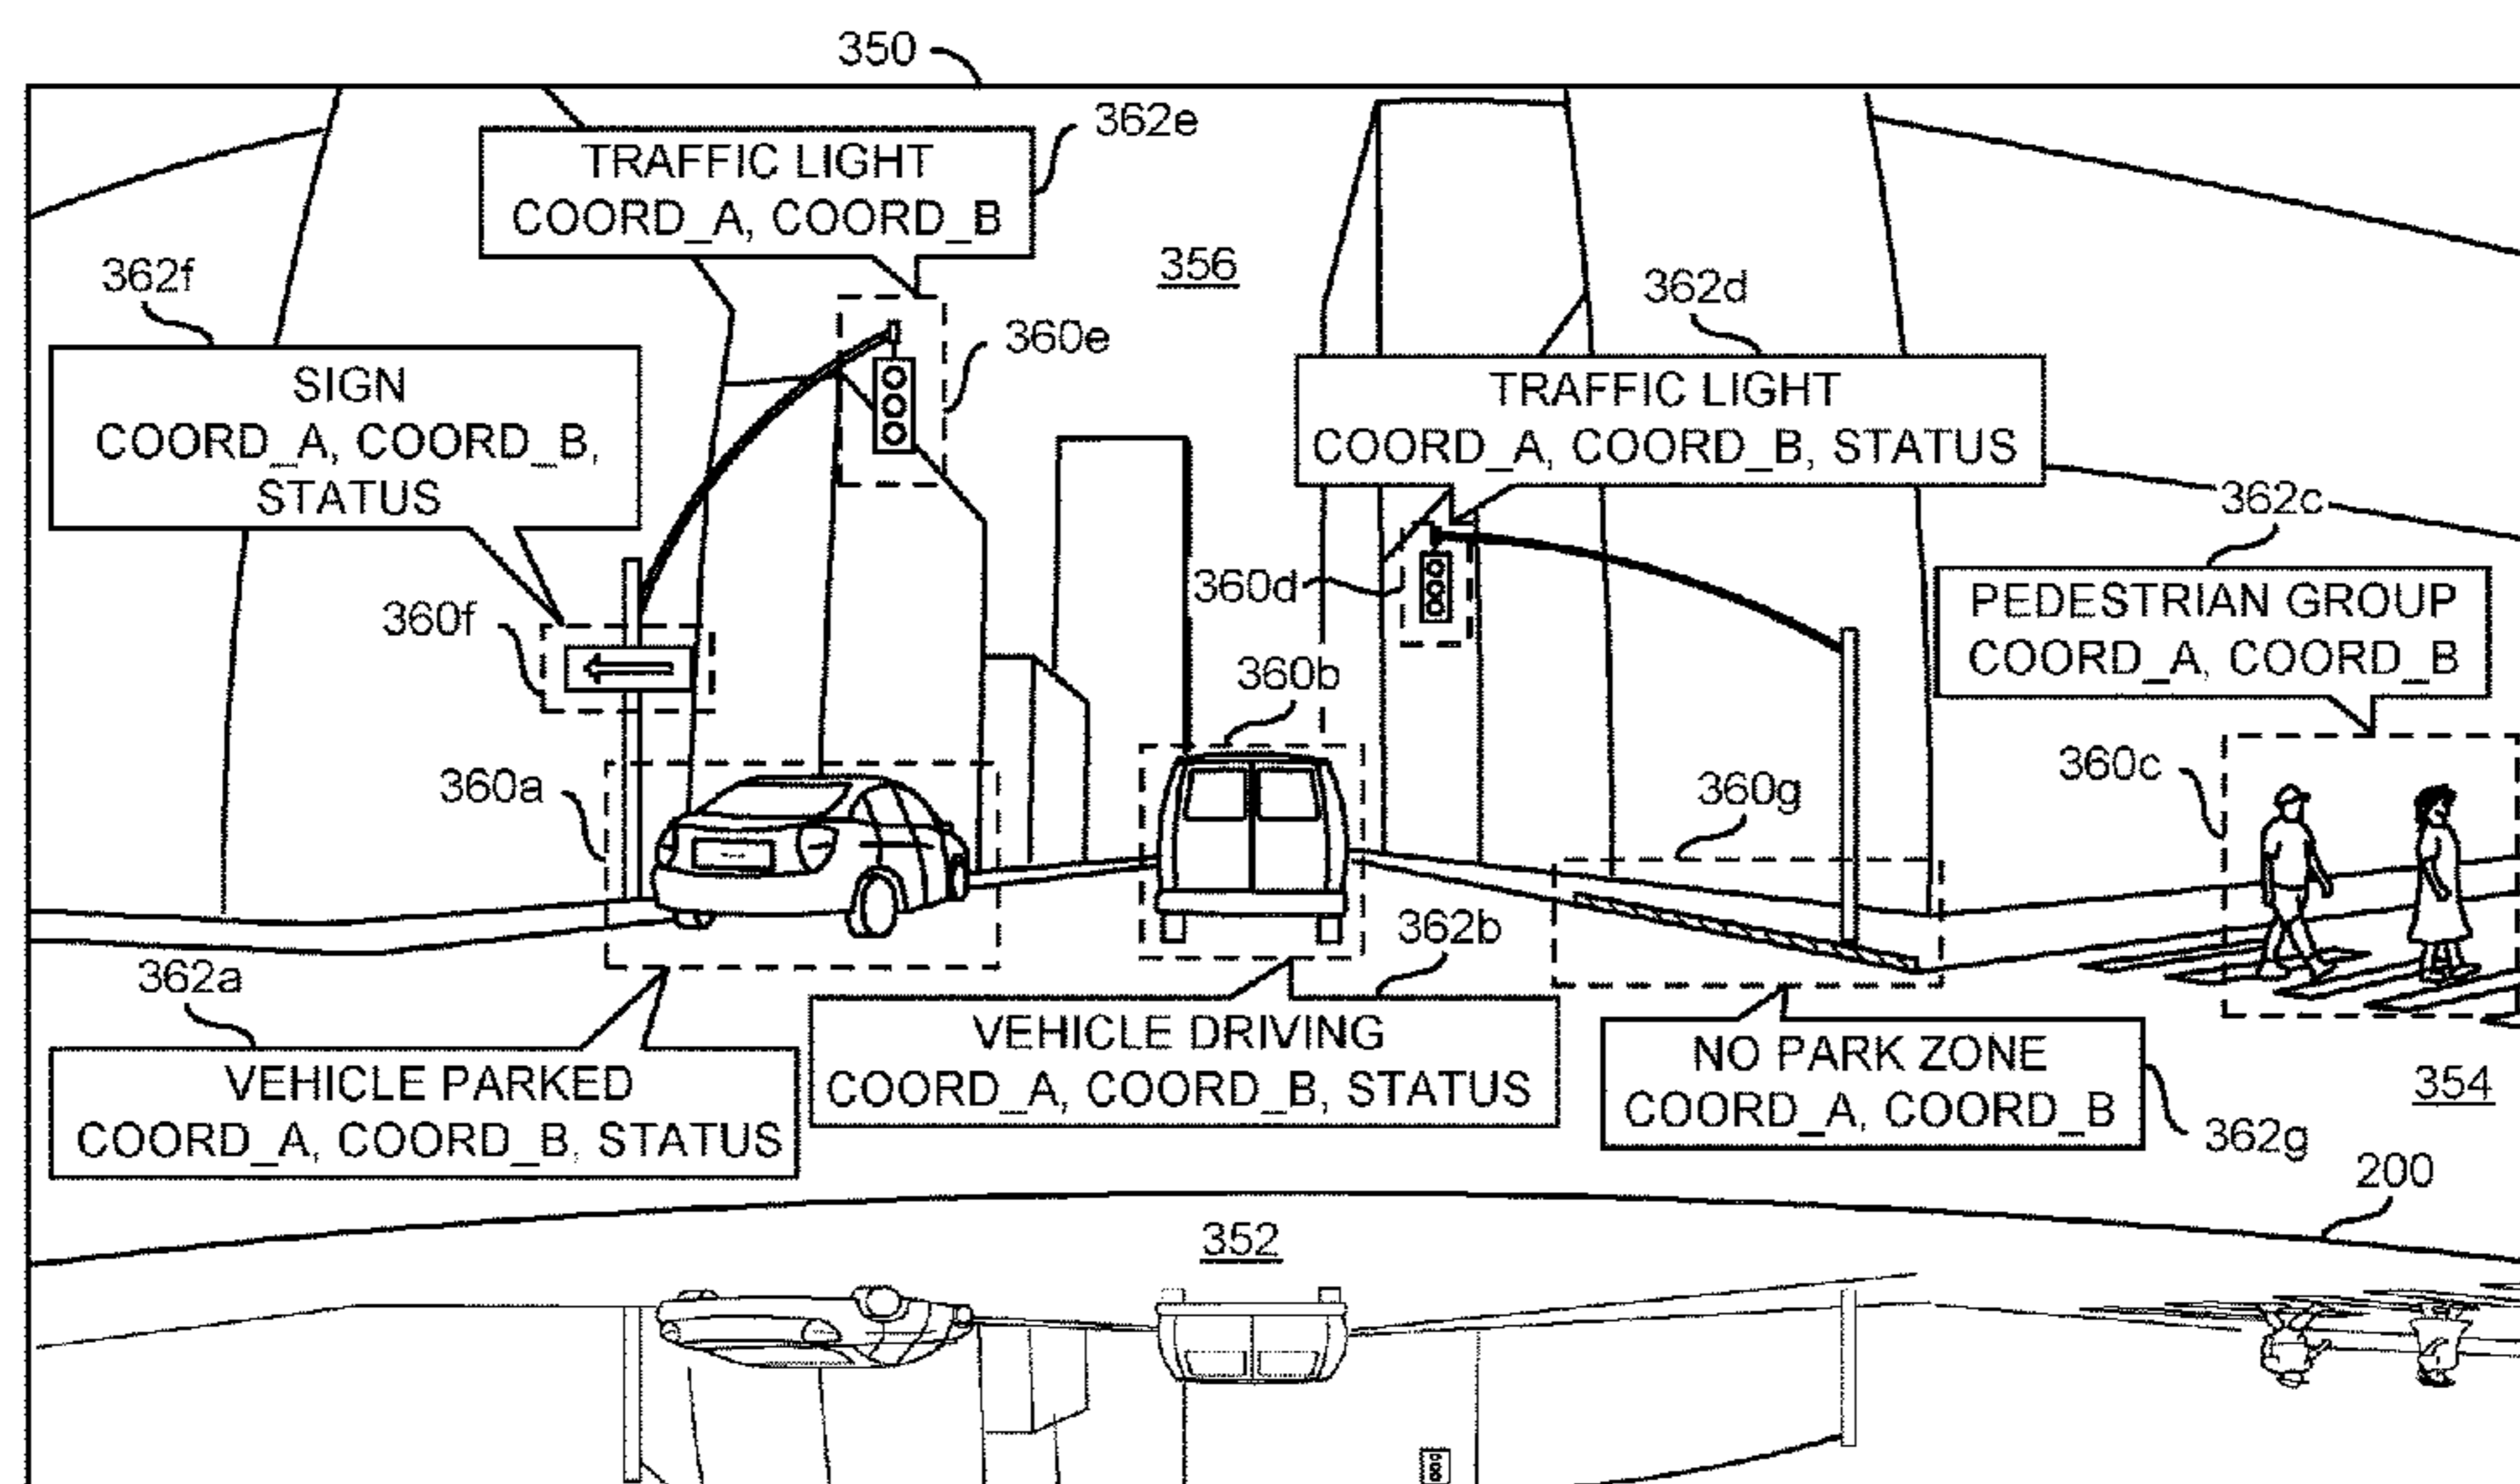 350
362e
TRAFFIC LIGHT
COORD_A, COORD_B
356
362f
362d
360e
SIGN
COORD_A, COORD_B,
STATUS
TRAFFIC LIGHT
COORD_A, COORD_B, STATUS
362c
360d
360f
PEDESTRIAN GROUP
COORD_A, COORD_B
360b
360a
360g
360c
362b
362a
VEHICLE PARKED
COORD_A, COORD_B, STATUS
VEHICLE DRIVING
COORD_A, COORD_B, STATUS
NO PARK ZONE
COORD_A, COORD_B
354
362g
200
352